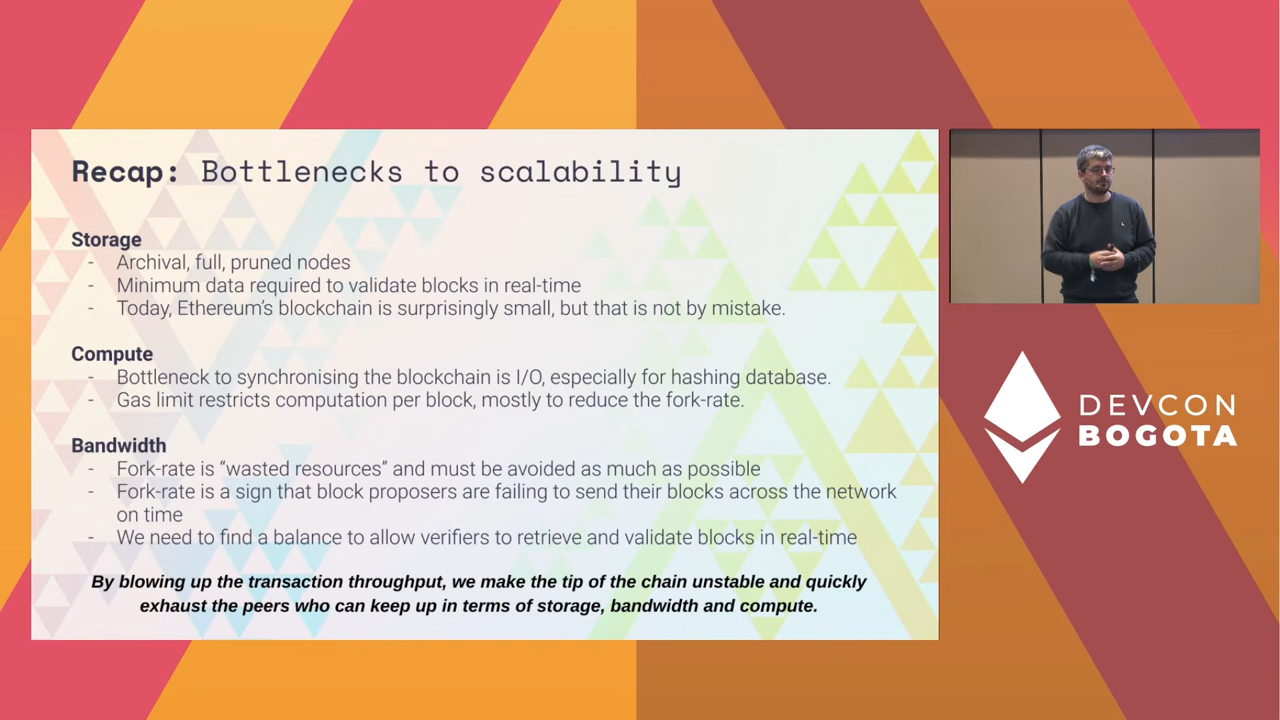 Recap: Bottlenecks to scalability
Storage
- Archival, full, pruned nodes
- Minimum data required to validate blocks in real-time
- Today, Ethereum's blockchain is surprisingly small, but that is not by mistake.
Compute
- Bottleneck to synchronising the blockchain is I/O, especially for hashing database.
- Gas limit restricts computation per block, mostly to reduce the fork-rate.
Bandwidth
- Fork-rate is “wasted resources” and must be avoided as much as possible
- Fork-rate is a sign that block proposers are failing to send their blocks across the network
on time
- We need to find a balance to allow verifiers to retrieve and validate blocks in real-time
By blowing up the transaction throughput, we make the tip of the chain unstable and quickly
exhaust the peers who can keep up in terms of storage, bandwidth and compute.
DEVCON
BOGOTA